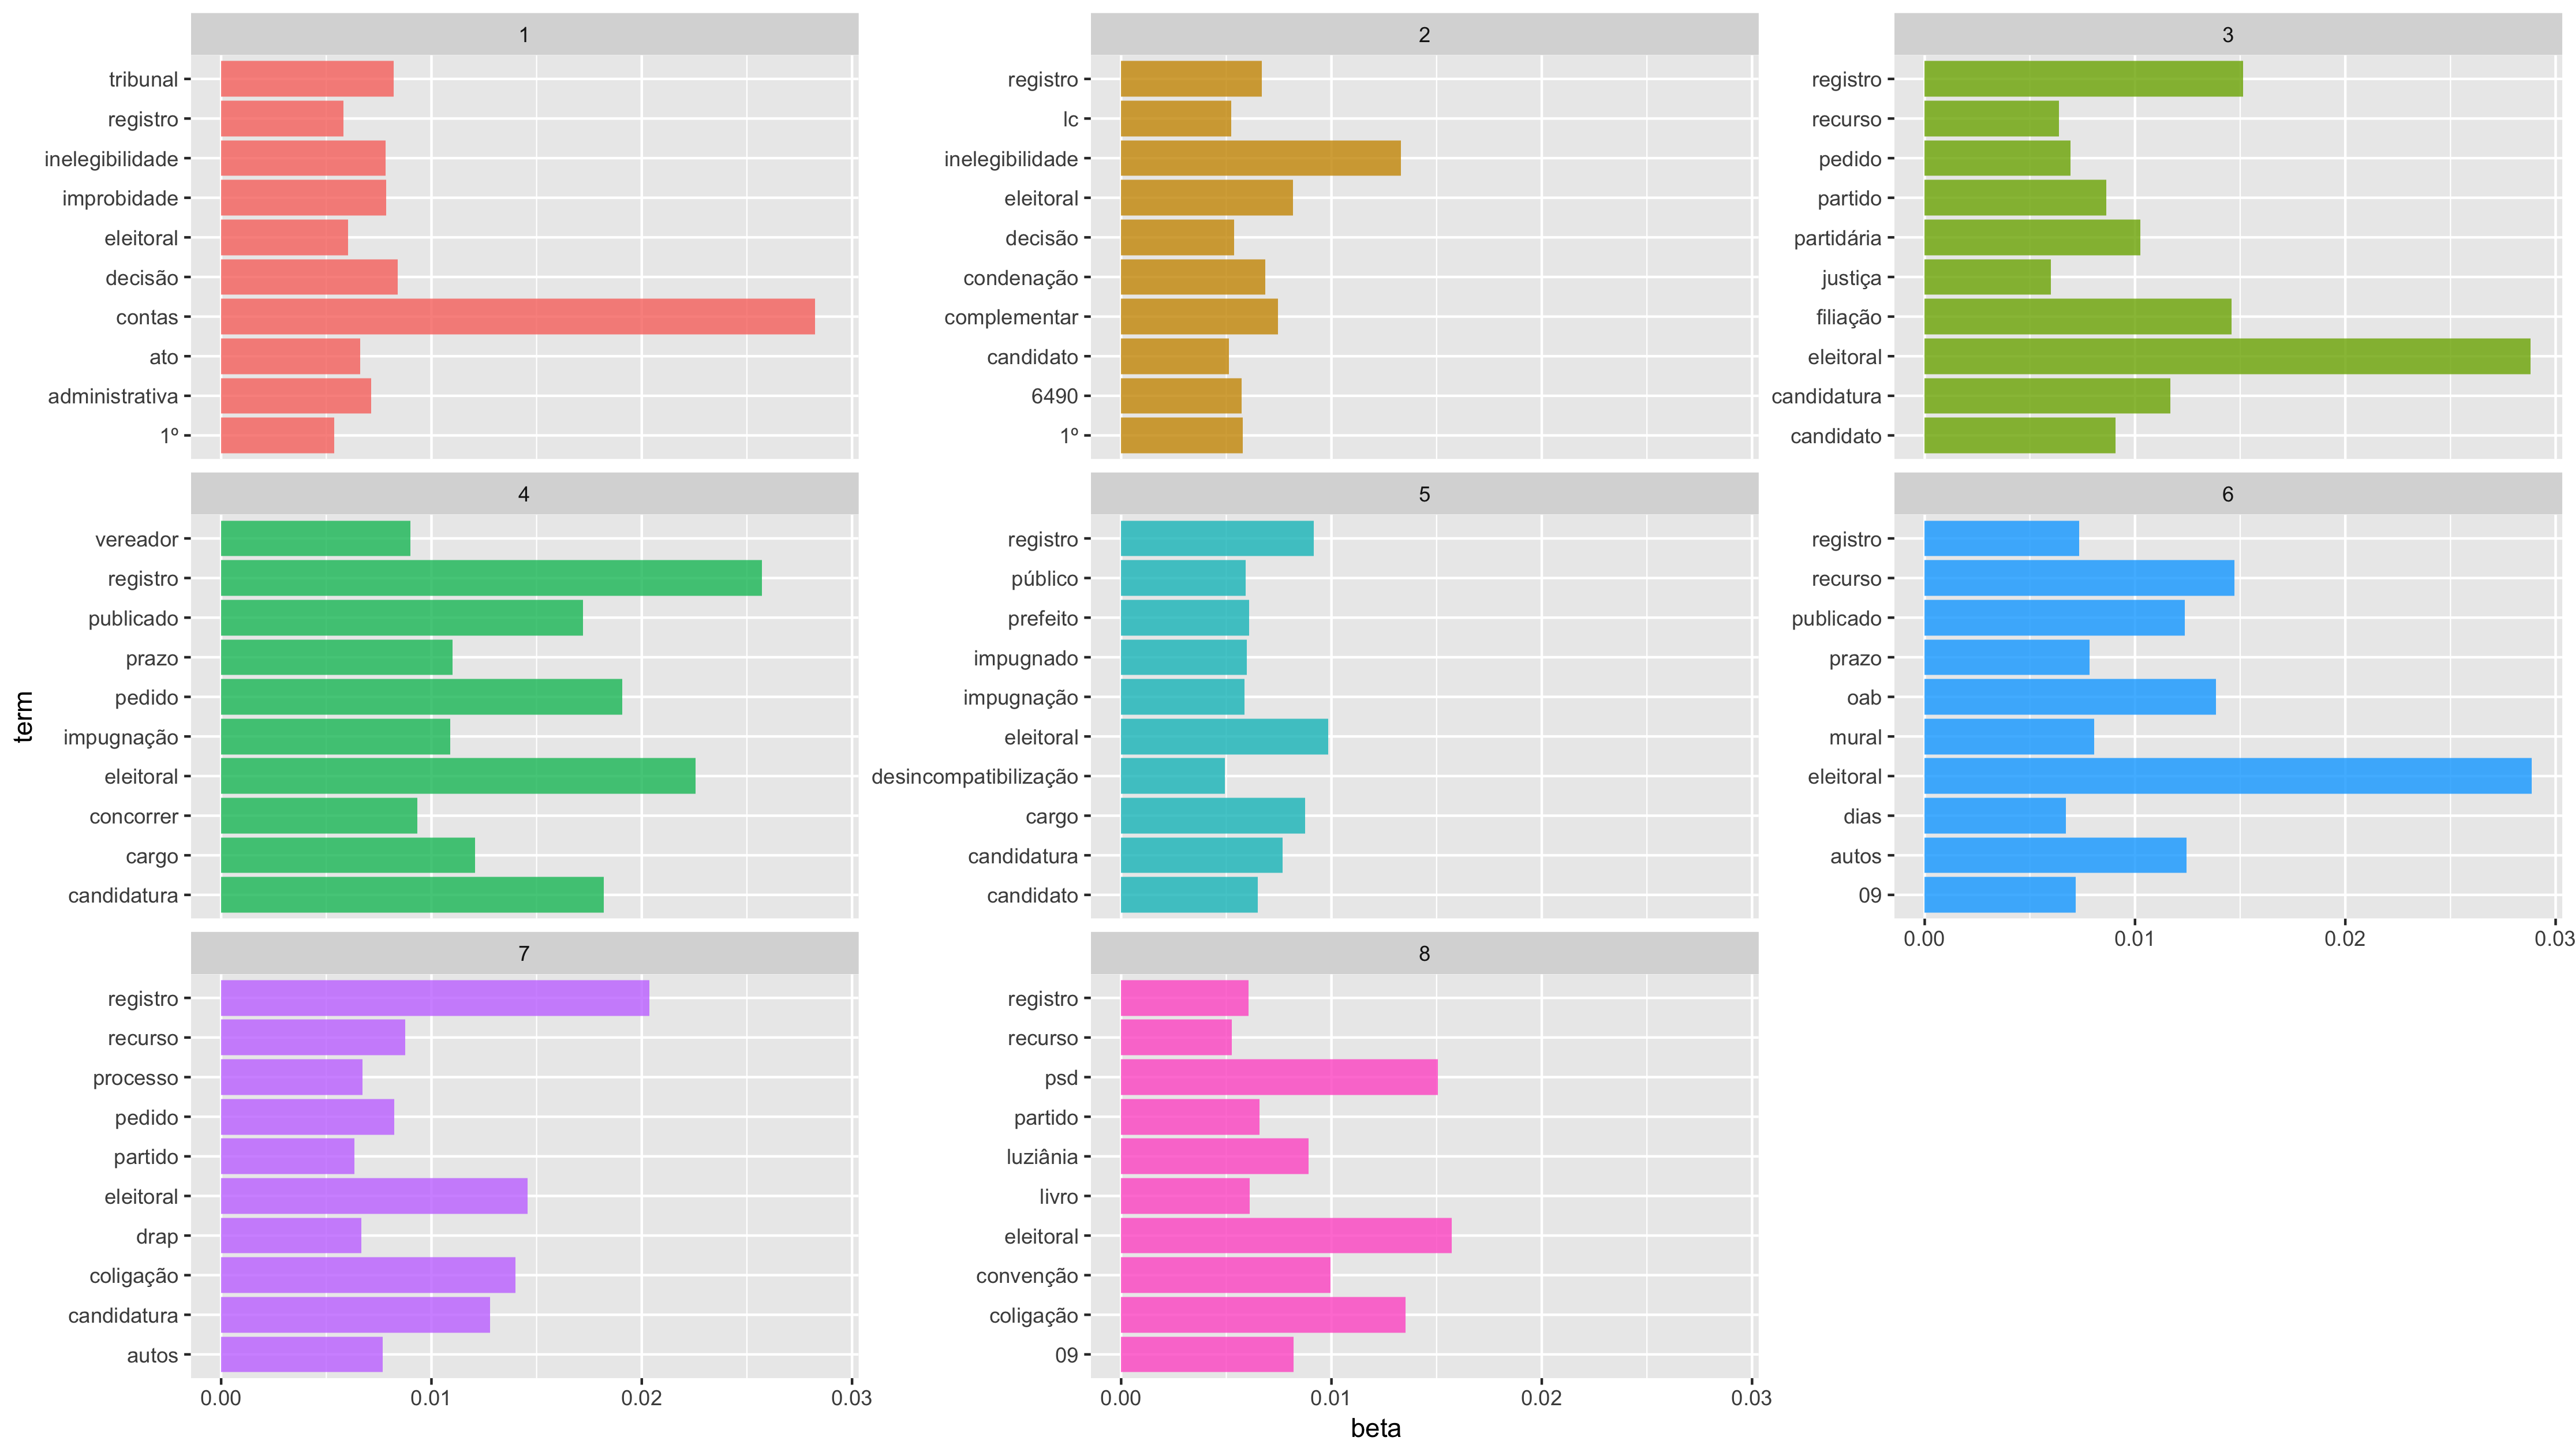 1
tribunal
registro
inelegibilidade
improbidade
eleitoral
decisão
contas
ato
administrativa
1º
2
registro
lc
inelegibilidade
eleitoral
decisão
condenação
complementar
candidato
6490
1º
3
registro
recurso
pedido
partido
partidária
justiça
filiação
eleitoral
candidatura
candidato
4
vereador
registro
publicado
prazo
pedido
impugnação
eleitoral
concorrer
cargo
candidatura
5
registro
público
prefeito
impugnado
impugnação
eleitoral
desincompatibilização
cargo
candidatura
candidato
6
registro
recurso
publicado
prazo
oab
mural
eleitoral
dias
autos
09
0.00 0.01 0.02 0.03
7
registro
recurso
processo
pedido
partido
eleitoral
drap
coligação
candidatura
autos
0.00 0.01 0.02 0.03
8
registro
recurso
psd
partido
luziânia
livro
eleitoral
convenção
coligação
09
0.00 0.01 0.02 0.03
term
beta